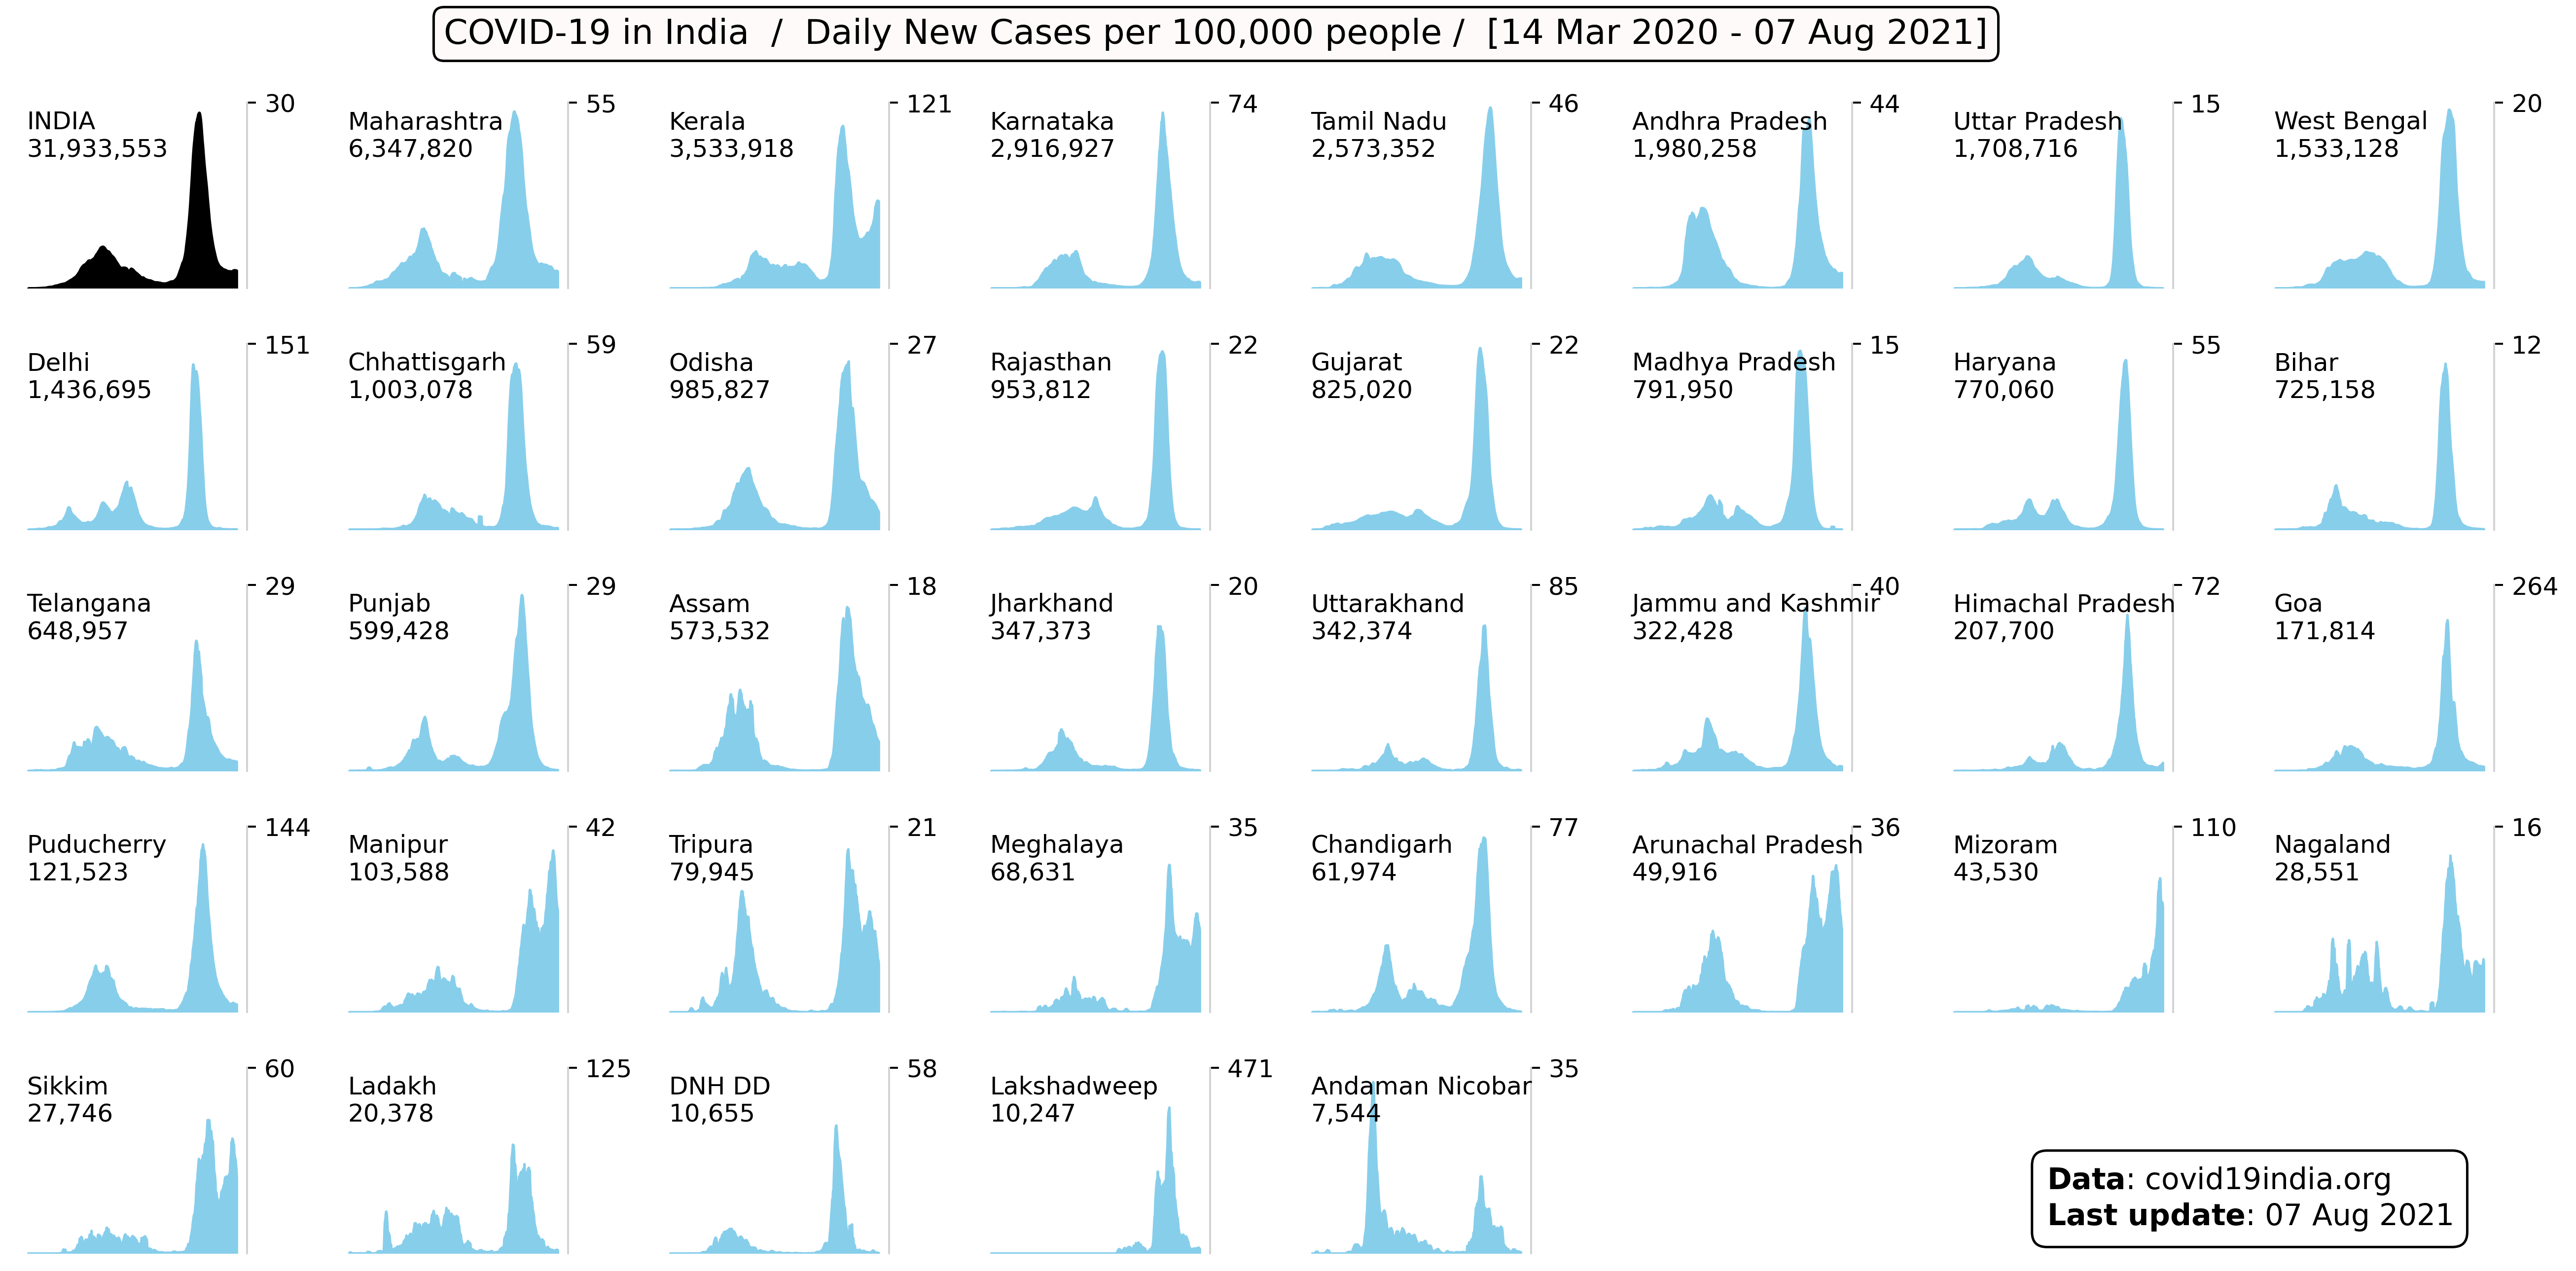 COVID-19 in India / Daily New Cases per 100,000 people / [14 Mar 2020 - 07 Aug 2021]
INDIA
31,933,553
30
Maharashtra
6,347,820
55
Kerala
3,533,918
121
Karnataka
2,916,927
74
Tamil Nadu
2,573,352
46
Andhra Pradesh
1,980,258
44
Uttar Pradesh
1,708,716
15
West Bengal
1,533,128
20
Delhi
1,436,695
151
Chhattisgarh
1,003,078
59
Odisha
985,827
27
Rajasthan
953,812
22
Gujarat
825,020
22
Madhya Pradesh
791,950
15
Haryana
770,060
55
Bihar
725,158
12
Telangana
648,957
29
Punjab
599,428
29
Assam
573,532
18
Jharkhand
347,373
20
Uttarakhand
342,374
85
Jammu and Kashmir
322,428
40
Himachal Pradesh
207,700
72
Goa
171,814
264
Puducherry
121,523
144
Manipur
103,588
42
Tripura
79,945
21
Meghalaya
68,631
35
Chandigarh
61,974
77
Arunachal Pradesh
49,916
36
Mizoram
43,530
110
Nagaland
28,551
16
Sikkim
27,746
60
Ladakh
20,378
125
DNH DD
10,655
58
Lakshadweep
10,247
471
Andaman Nicobar
7,544
35
Data: covid19india.org
Last update: 07 Aug 2021